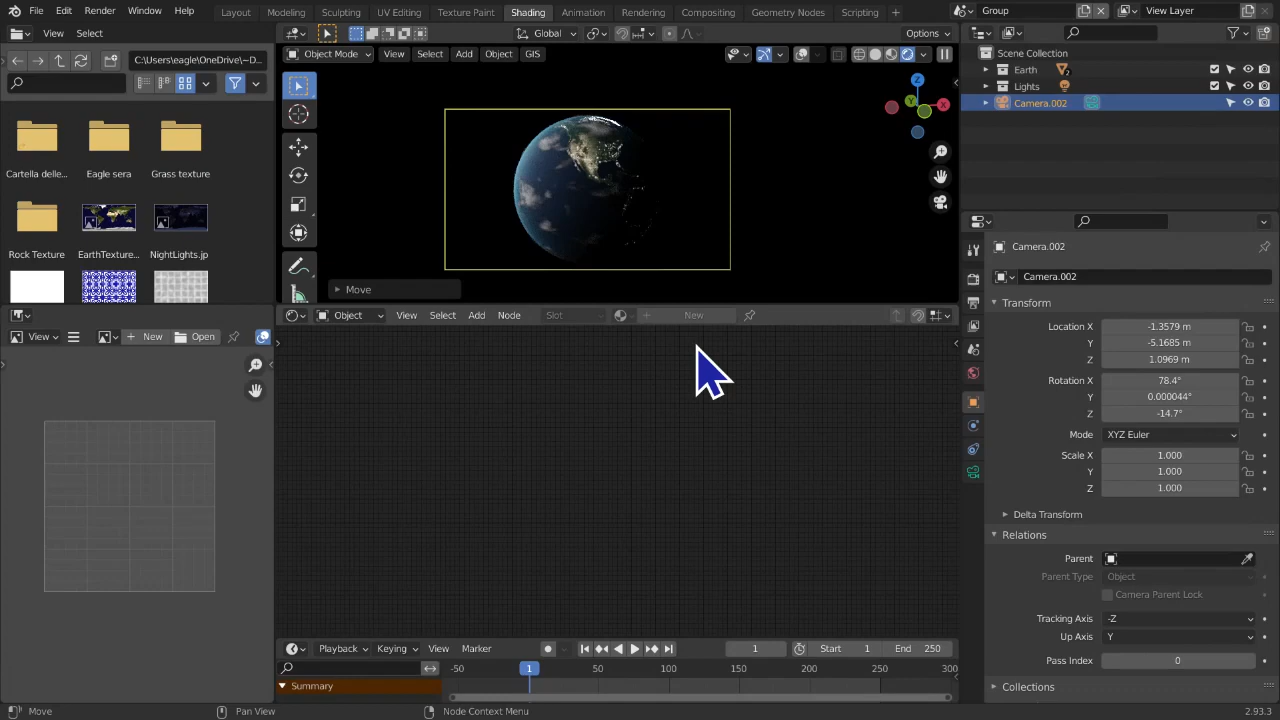 File Edit Render Window Help Layout Modeling Sculpting UV Editing Texture Paint Shading Animation Rendering Compositing Geometry Nodes Scripting + Group View Layer
View Select
Global Options
C:\Users\eagle\OneDrive\~D...
Object Mode View Select Add Object GIS
Cartella delle... Eagle sera Grass texture
Rock Texture EarthTexture... NightLights.jp
Move
Z
Y X
Scene Collection
Earth 2
Lights
Camera.002
Object View Select Add Node Slot New
View New Open
Camera.002
Camera.002
Transform
Location X -1.3579 m
Y -5.1685 m
Z 1.0969 m
Rotation X 78.4°
Y 0.000044°
Z -14.7°
Mode XYZ Euler
Scale X 1.000
Y 1.000
Z 1.000
Delta Transform
Relations
Parent
Parent Type Object
Camera Parent Lock
Tracking Axis -Z
Up Axis Y
Pass Index 0
Collections
Playback Keying View Marker 1 Start 1 End 250
-50 1 50 100 150 200 250 300
Summary
Move Pan View Node Context Menu 2.93.3